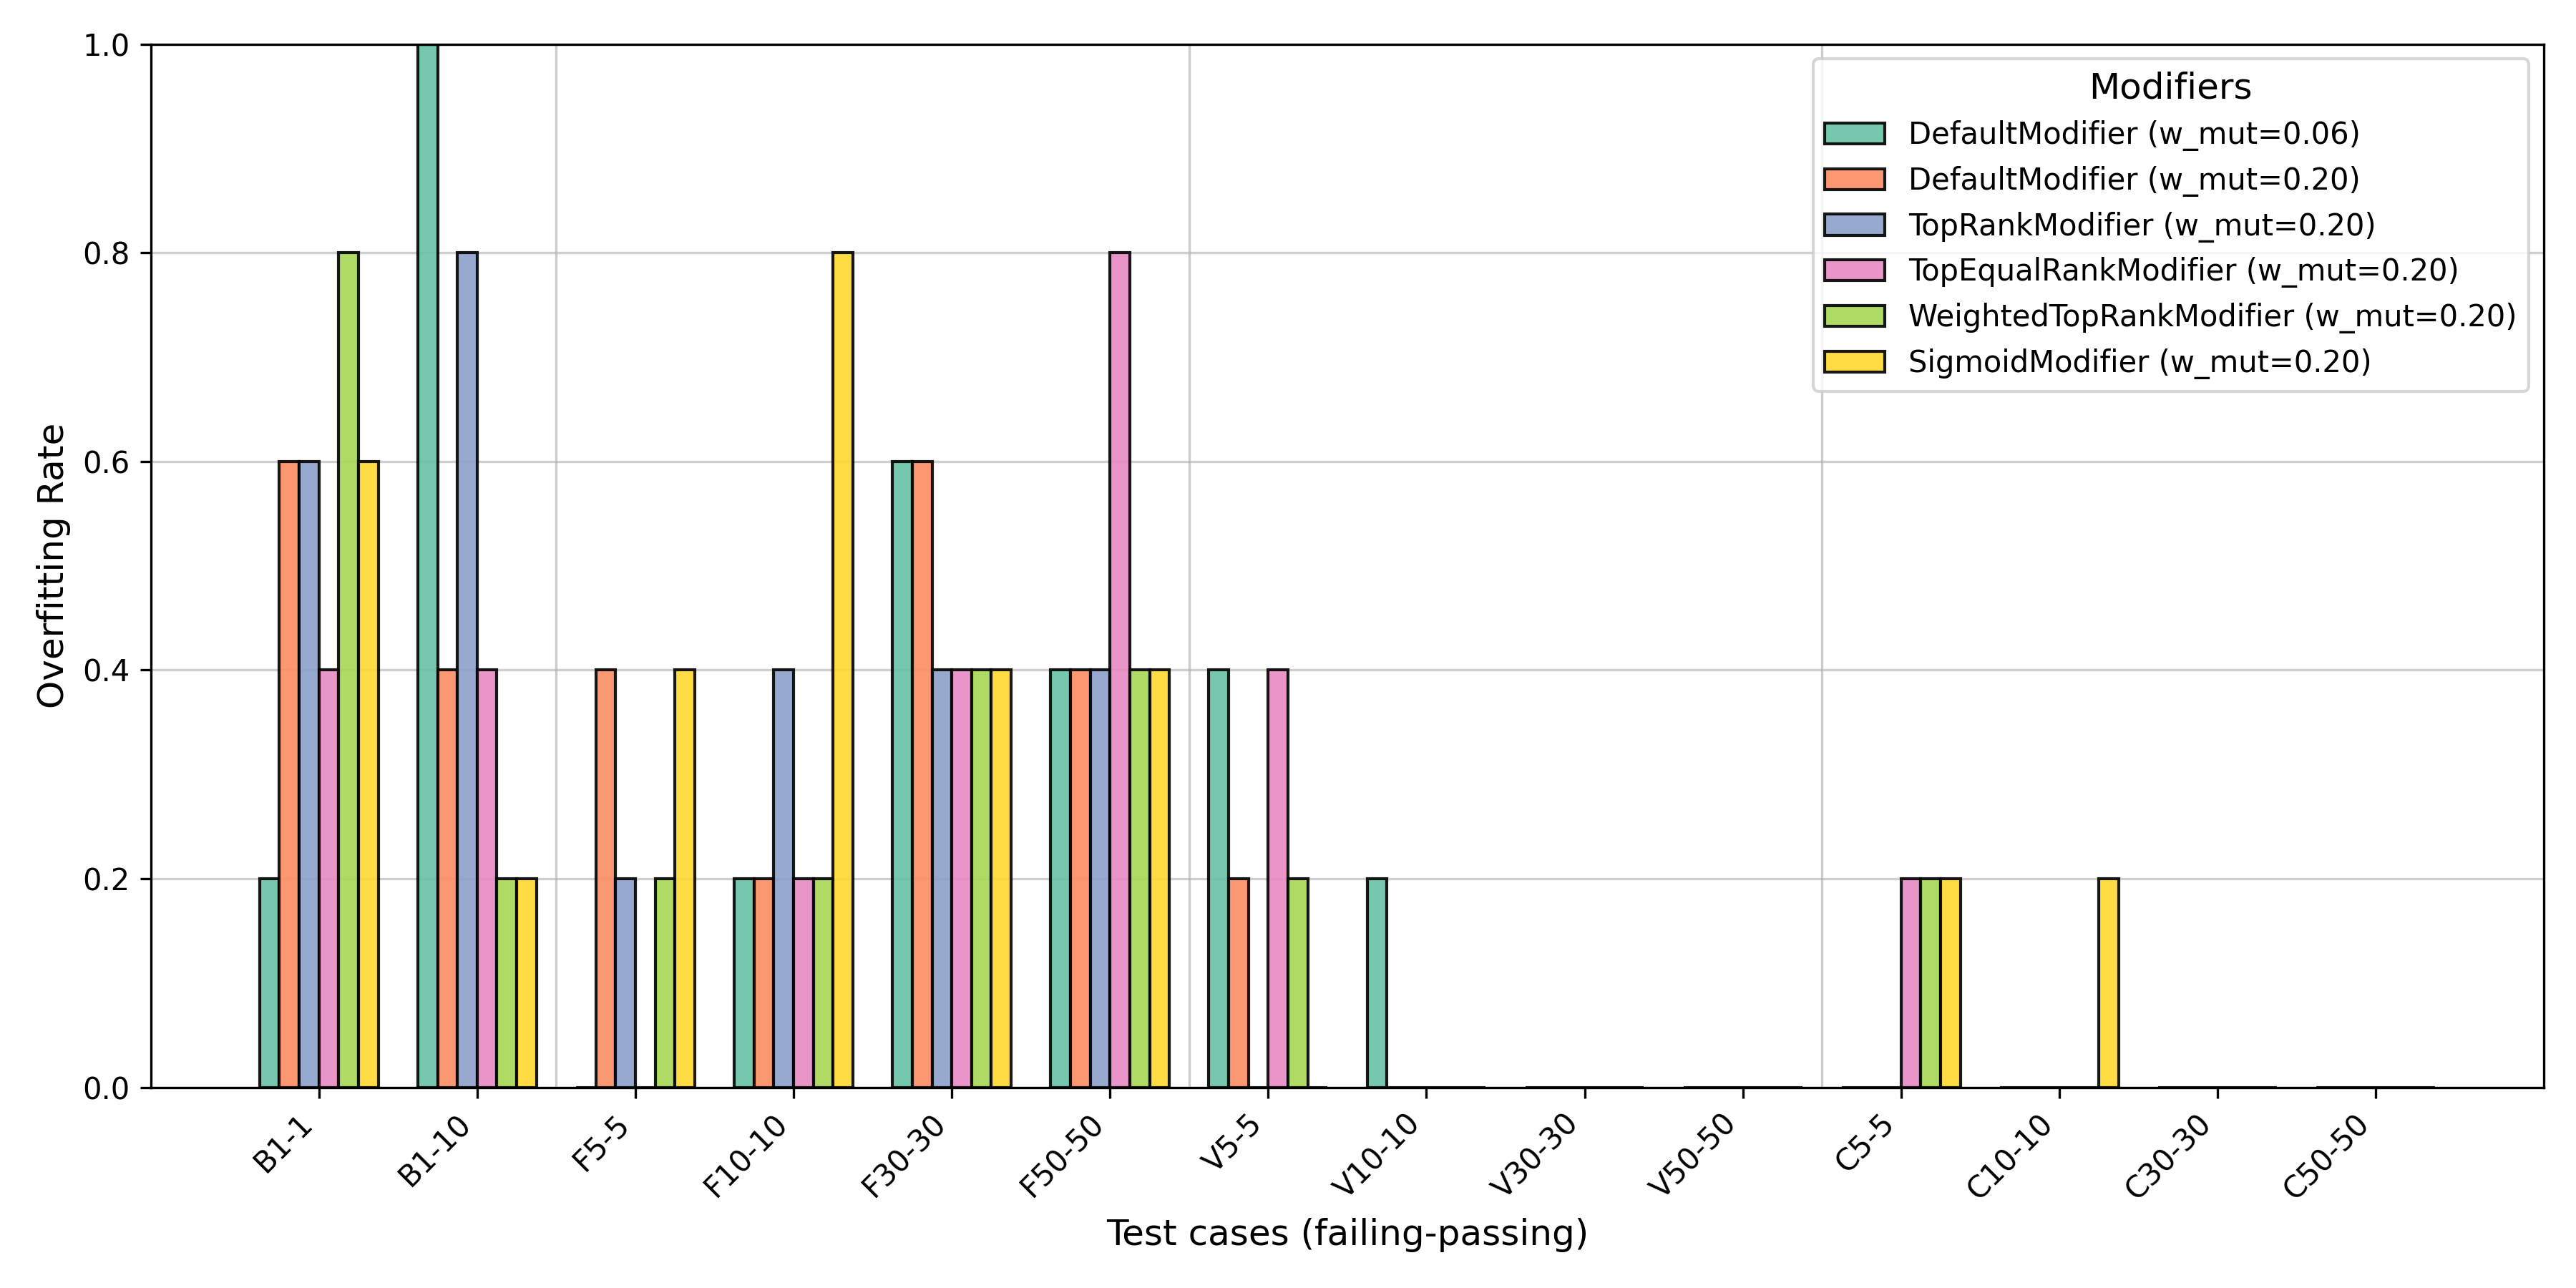 1.0
0.8
0.6
0.4
0.2
0.0
Overfitting Rate
Modifiers
DefaultModifier (w_mut=0.06)
DefaultModifier (w_mut=0.20)
TopRankModifier (w_mut=0.20)
TopEqualRankModifier (w_mut=0.20)
WeightedTopRankModifier (w_mut=0.20)
SigmoidModifier (w_mut=0.20)
B1-1
B1-10
F5-5
F10-10
F30-30
F50-50
V5-5
V10-10
V30-30
V50-50
C5-5
C10-10
C30-30
C50-50
Test cases (failing-passing)